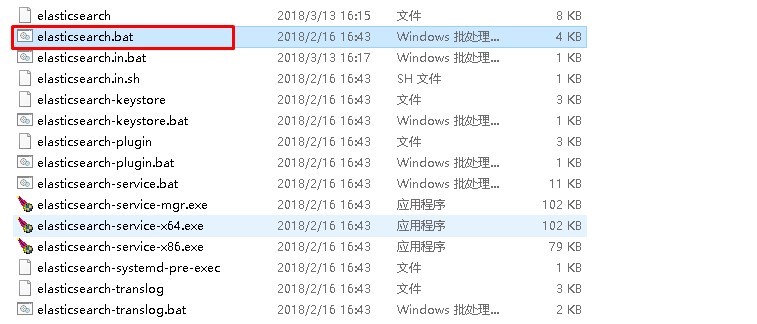 elasticsearch 2018/3/13 16:15 文件 8 KB
elasticsearch.bat 2018/2/16 16:43 Windows 批处理... 4 KB
elasticsearch.in.bat 2018/3/13 16:17 Windows 批处理... 1 KB
elasticsearch.in.sh 2018/2/16 16:43 SH 文件 1 KB
elasticsearch-keystore 2018/2/16 16:43 文件 3 KB
elasticsearch-keystore.bat 2018/2/16 16:43 Windows 批处理... 1 KB
elasticsearch-plugin 2018/2/16 16:43 文件 3 KB
elasticsearch-plugin.bat 2018/2/16 16:43 Windows 批处理... 1 KB
elasticsearch-service.bat 2018/2/16 16:43 Windows 批处理... 11 KB
elasticsearch-service-mgr.exe 2018/2/16 16:43 应用程序 102 KB
elasticsearch-service-x64.exe 2018/2/16 16:43 应用程序 102 KB
elasticsearch-service-x86.exe 2018/2/16 16:43 应用程序 79 KB
elasticsearch-systemd-pre-exec 2018/2/16 16:43 文件 1 KB
elasticsearch-translog 2018/2/16 16:43 文件 3 KB
elasticsearch-translog.bat 2018/2/16 16:43 Windows 批处理... 2 KB